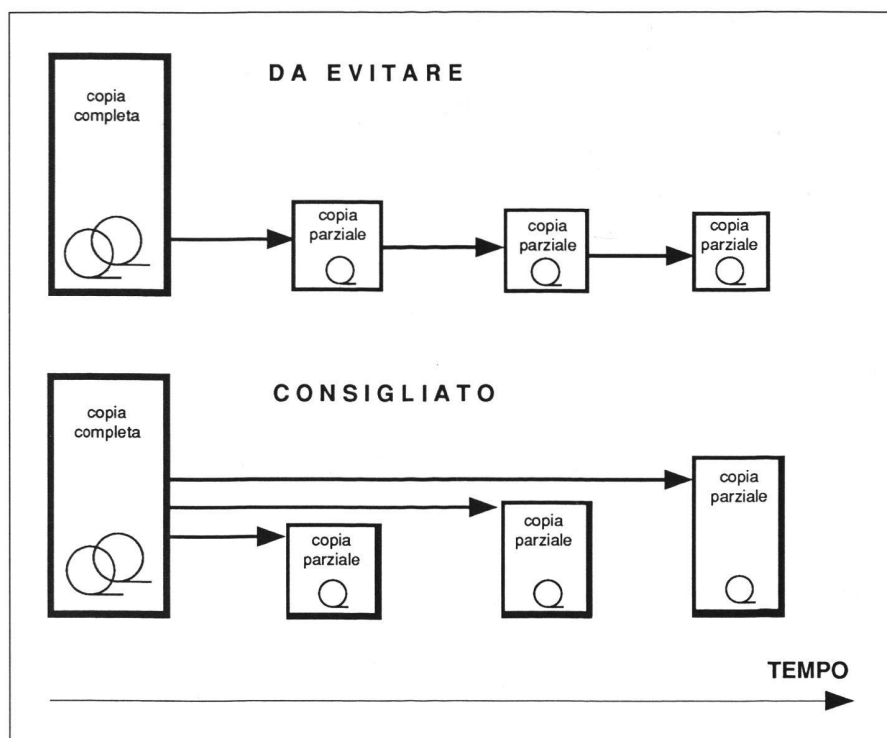 DA EVITARE
copia
completa
copia
parziale
copia
parziale
copia
parziale
CONSIGLIATO
copia
completa
copia
parziale
copia
parziale
copia
parziale
TEMPO